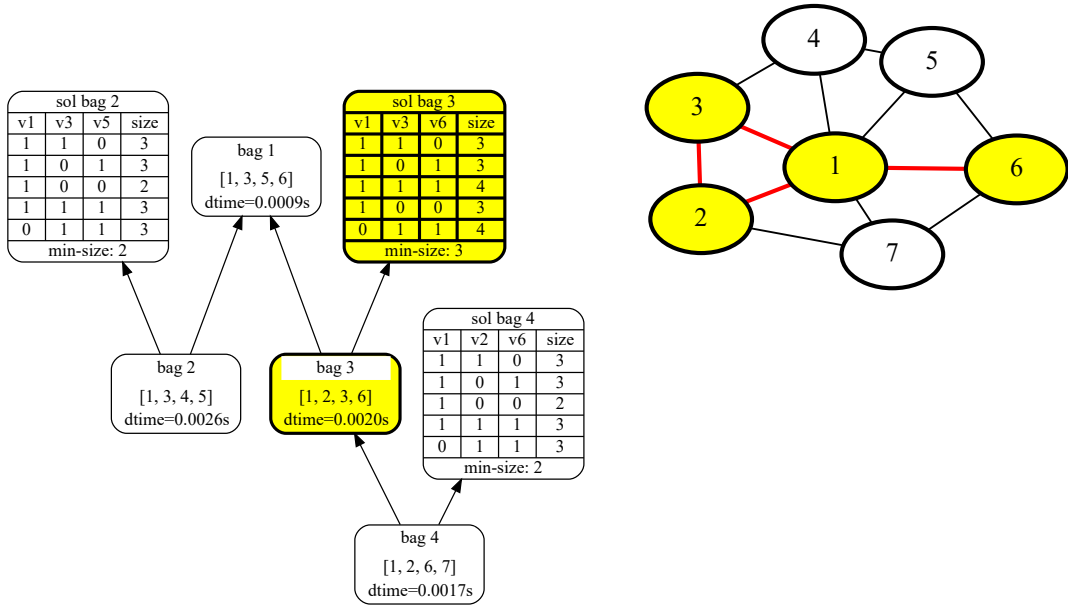 sol bag 2
v1 v3 v5 size
1 1 0 3
1 0 1 3
1 0 0 2
1 1 1 3
0 1 1 3
min-size: 2
bag 1
[1, 3, 5, 6]
dtime=0.0009s
sol bag 3
v1 v3 v6 size
1 1 0 3
1 0 1 3
1 1 1 4
1 0 0 3
0 1 1 4
min-size: 3
bag 2
[1, 3, 4, 5]
dtime=0.0026s
bag 3
[1, 2, 3, 6]
dtime=0.0020s
sol bag 4
v1 v2 v6 size
1 1 0 3
1 0 1 3
1 0 0 2
1 1 1 3
0 1 1 3
min-size: 2
bag 4
[1, 2, 6, 7]
dtime=0.0017s
4
5
3
1
6
2
7